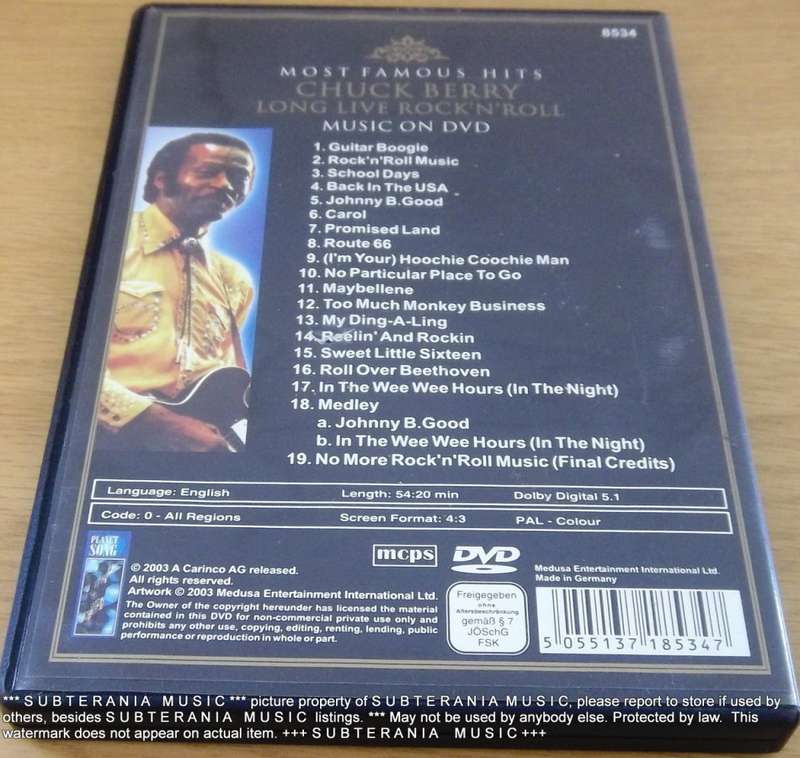 8534
MOST FAMOUS HITS
CHUCK BERRY
LONG LIVE ROCK'N'ROLL
MUSIC ON DVD
1. Guitar Boogie
2. Rock'n'Roll Music
3. School Days
4. Back In The USA
5. Johnny B.Good
6. Carol
7. Promised Land
8. Route 66
9. (I'm Your) Hoochie Coochie Man
10. No Particular Place To Go
11. Maybellene
12. Too Much Monkey Business
13. My Ding-A-Ling
14. Reelin' And Rockin
15. Sweet Little Sixteen
16. Roll Over Beethoven
17. In The Wee Wee Hours (In The Night)
18. Medley
a. Johnny B.Good
b. In The Wee Wee Hours (In The Night)
19. No More Rock'n'Roll Music (Final Credits)
Language: English Length: 54:20 min Dolby Digital 5.1
Code: 0 - All Regions Screen Format: 4:3 PAL - Colour
PLANET
SONG
© 2003 A Carinco AG released.
All rights reserved.
Artwork © 2003 Medusa Entertainment International Ltd.
The Owner of the copyright hereunder has licensed the material
contained in this DVD for non-commercial private use only and
prohibits any other use, copying, editing, renting, lending, public
performance or reproduction in whole or part.
mcps
DVD
Medusa Entertainment International Ltd.
Made in Germany
Freigegeben
ohne
Altersbeschränkung
gemäß § 7
JÖSchG
FSK
5 055137 185347
*** S U B T E R A N I A M U S I C *** picture property of S U B T E R A N I A M U S I C, please report to store if used by
others, besides S U B T E R A N I A M U S I C listings. *** May not be used by anybody else. Protected by law. This
watermark does not appear on actual item. +++ S U B T E R A N I A M U S I C +++